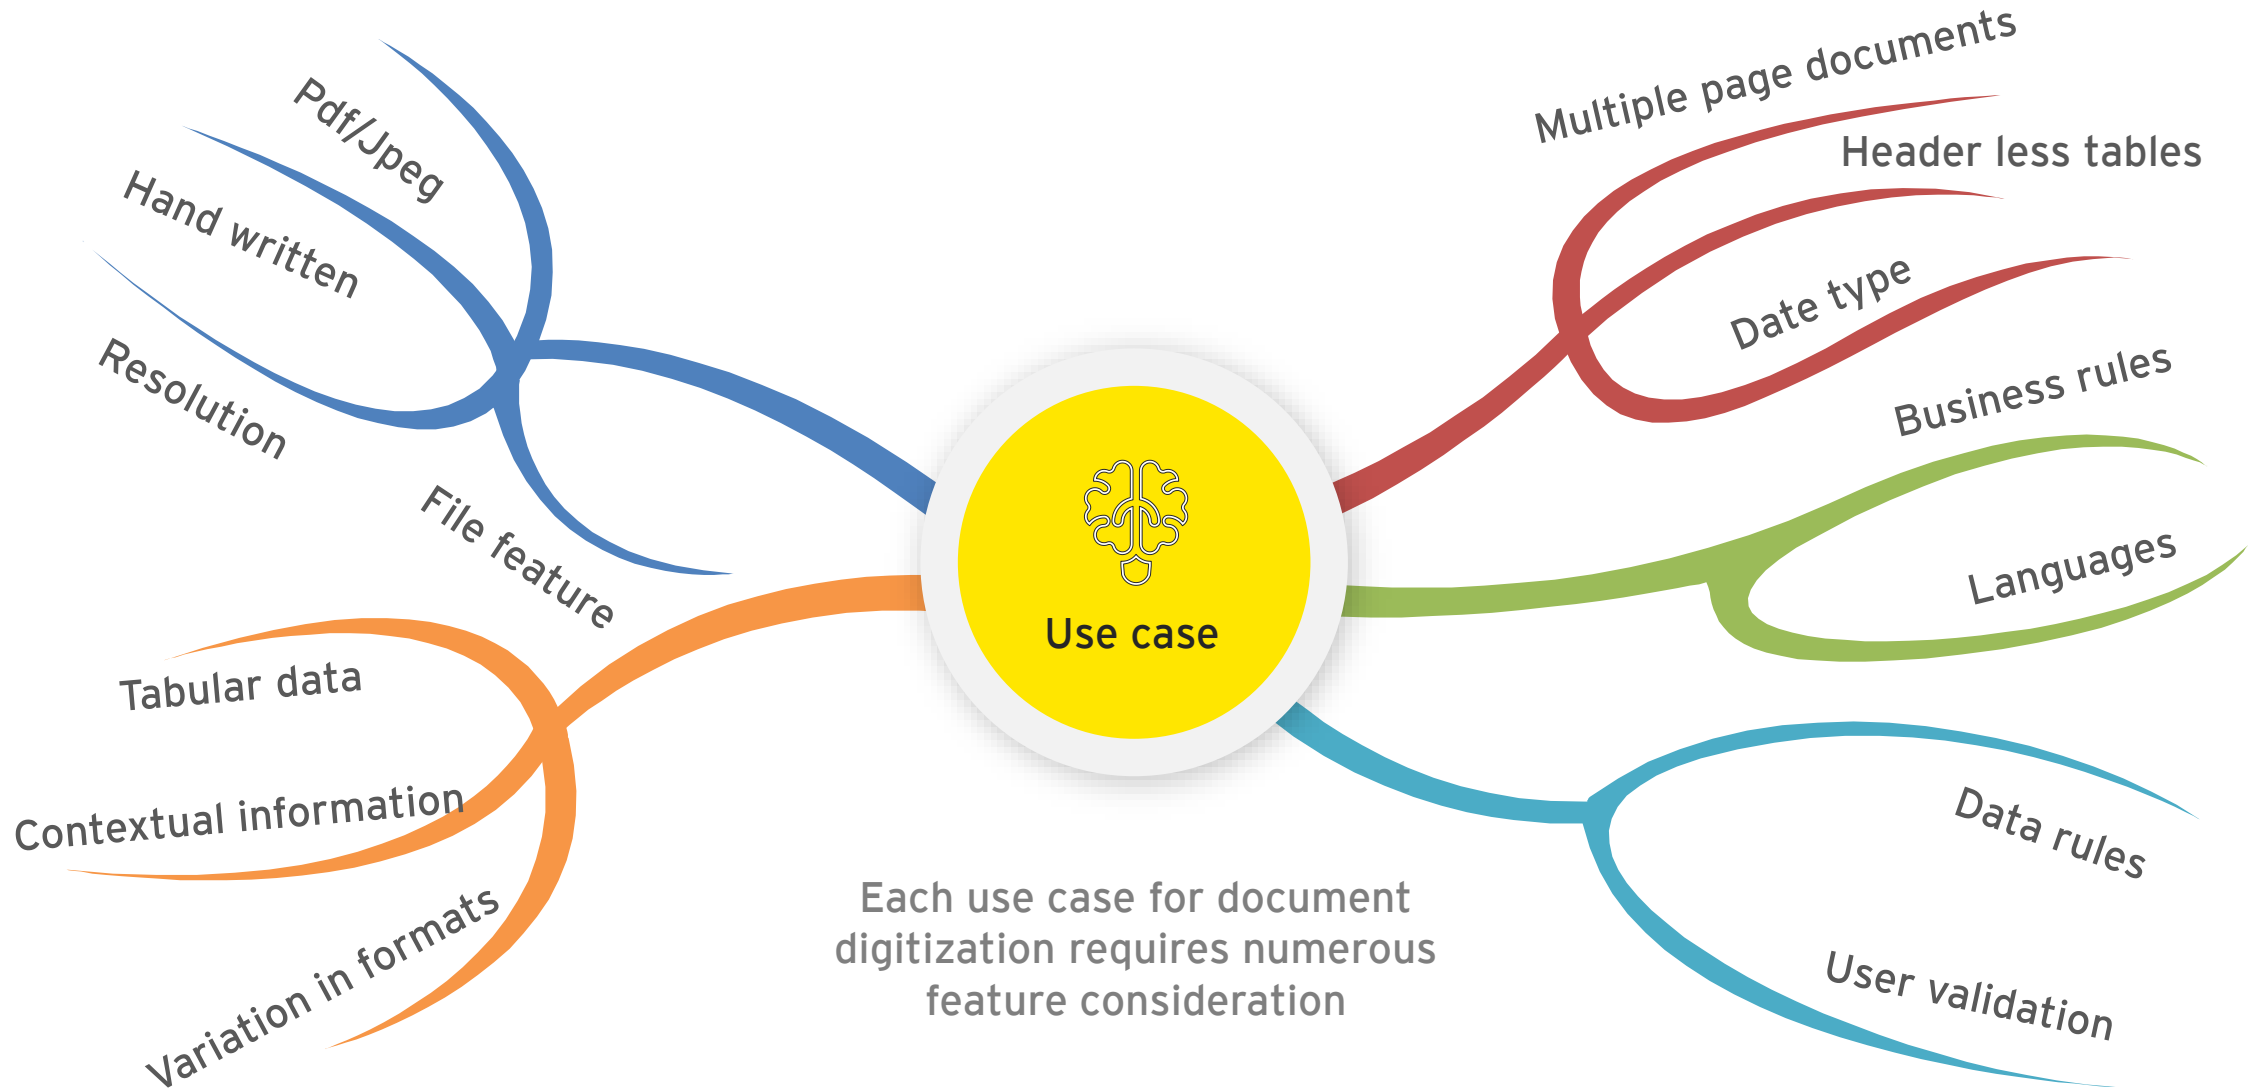 Pdf/Jpeg
Hand written
Resolution
File feature
Tabular data
Contextual information
Variation in formats
Use case
Each use case for document
digitization requires numerous
feature consideration
Multiple page documents
Header less tables
Date type
Business rules
Languages
Data rules
User validation